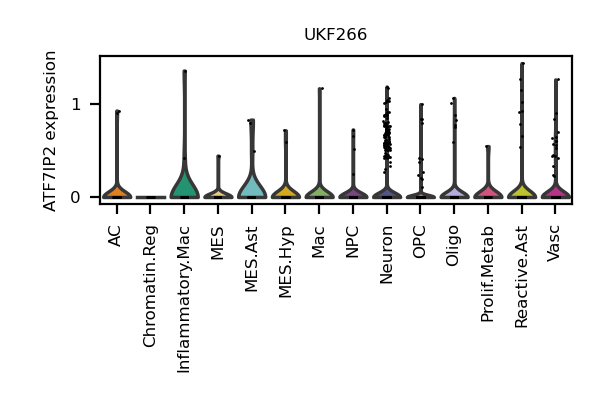 UKF266
ATF7IP2 expression
1
0
AC
Chromatin.Reg
Inflammatory.Mac
MES
MES.Ast
MES.Hyp
Mac
NPC
Neuron
OPC
Oligo
Prolif.Metab
Reactive.Ast
Vasc